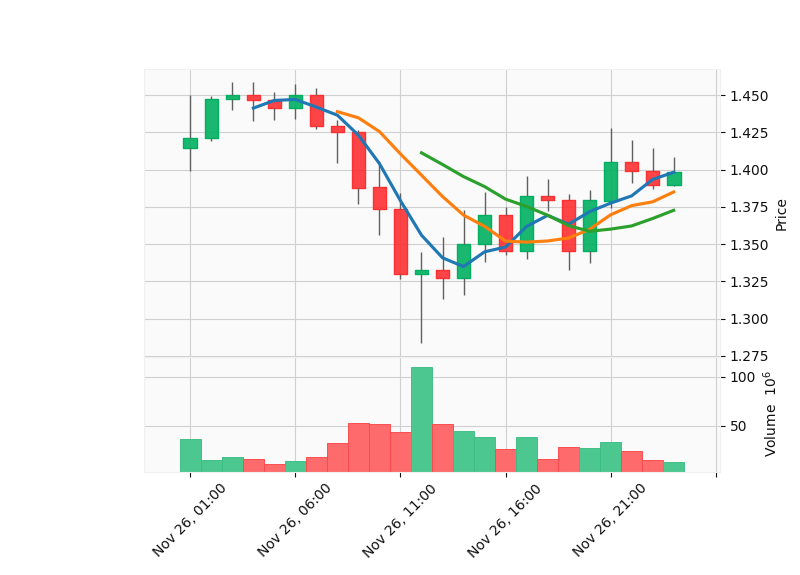 1.450
1.425
1.400
1.375
1.350
1.325
1.300
1.275
Price
100
50
Volume 10^6
Nov 26, 01:00
Nov 26, 06:00
Nov 26, 11:00
Nov 26, 16:00
Nov 26, 21:00